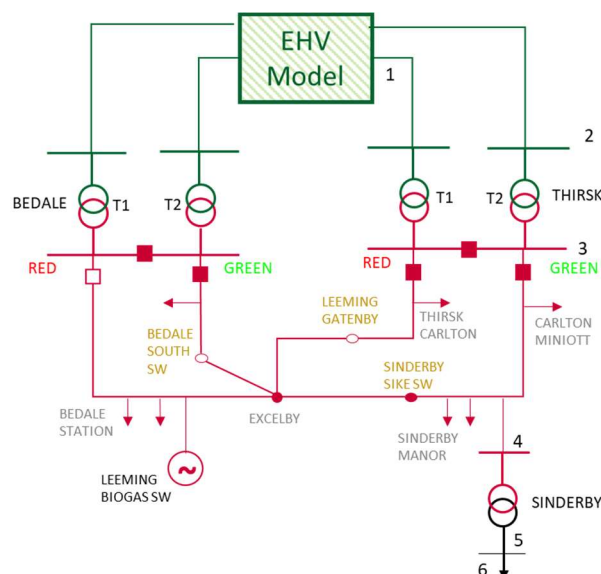 EHV
Model
1
2
BEDALE
T1
T2
T1
T2
THIRSK
3
RED
GREEN
RED
GREEN
LEEMING
GATENBY
THIRSK
CARLTON
CARLTON
MINIOTT
BEDALE
SOUTH
SW
SINDERBY
SIKE SW
BEDALE
STATION
EXCELBY
SINDERBY
MANOR
4
LEEMING
BIOGAS SW
SINDERBY
5
6